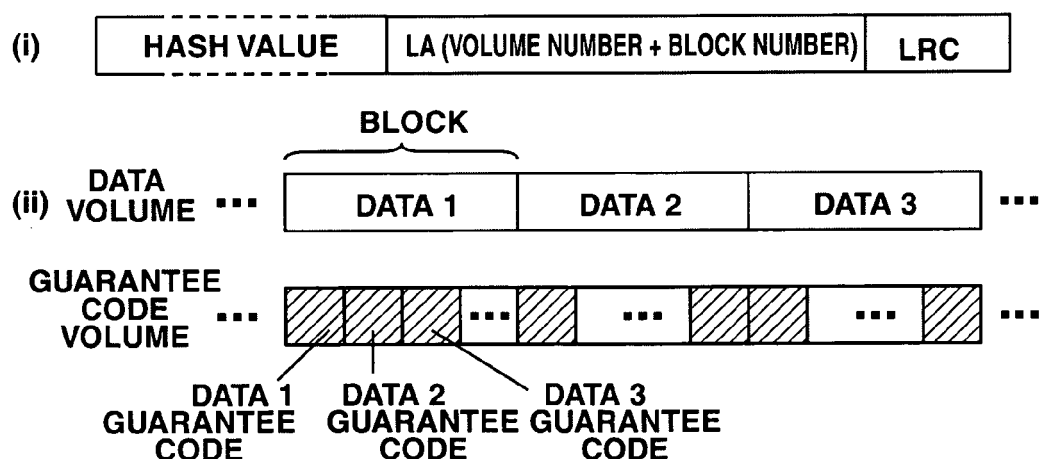 (i) HASH VALUE LA (VOLUME NUMBER + BLOCK NUMBER) LRC
BLOCK
(ii) DATA VOLUME ... DATA 1 DATA 2 DATA 3 ...
GUARANTEE
CODE
VOLUME ... ... ... ... ...
DATA 1 DATA 2 DATA 3
GUARANTEE GUARANTEE GUARANTEE
CODE CODE CODE